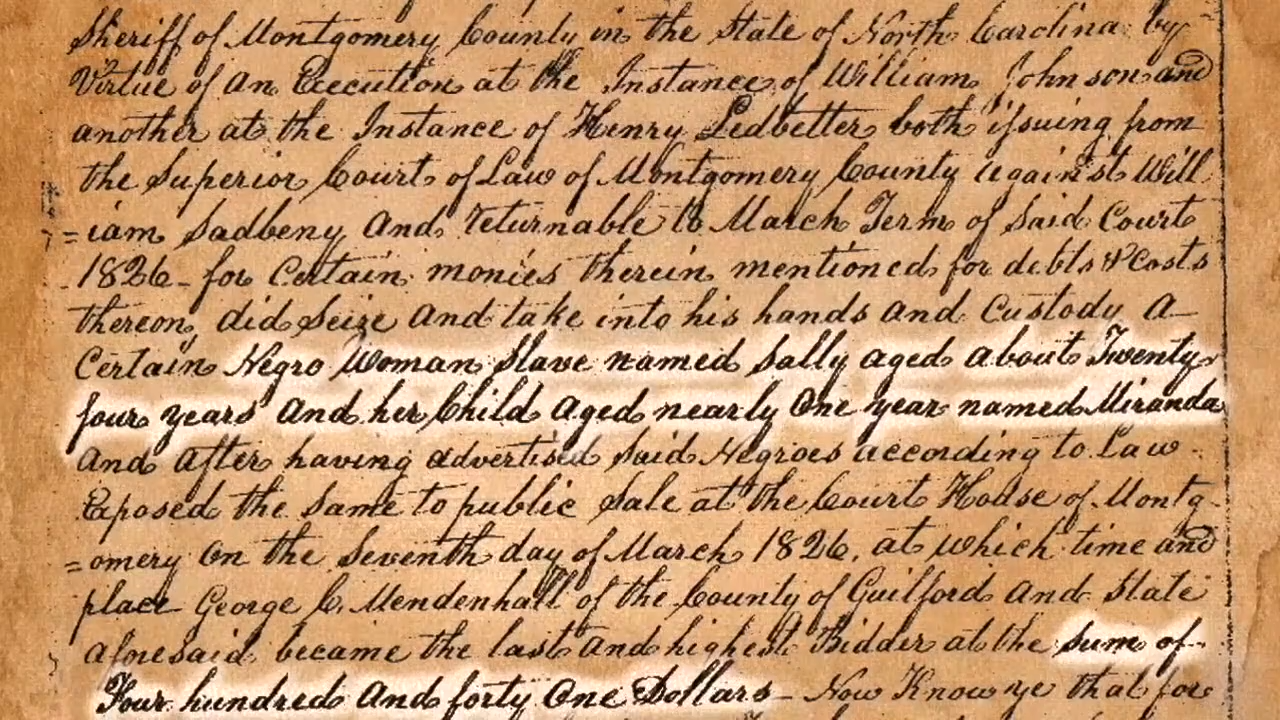 Sheriff of Montgomery County in the State of North Carolina by
Virtue of an Execution at the Instance of William Johnson and
another at the Instance of Henry Ledbetter both issuing from
the Superior Court of Law of Montgomery County against Will
=iam Sadbeny And returnable to March Term of Said Court
1826 - for Certain monies therein mentioned for debts & Costs
thereon, did Seize And take into his hands And Custody A
Certain Negro Woman Slave named Sally aged about Twenty
four years And her Child Aged nearly One year named Miranda
And After having advertised Said Negroes according to Law
Exposed the Same to public Sale at the Court House of Montg-
=omery On the Seventh day of March 1826, at which time and
place George C. Mendenhall of the County of Guilford And State
aforesaid became the last And highest Bidder at the sum of
Four hundred And forty One Dollars - Now Know ye that for